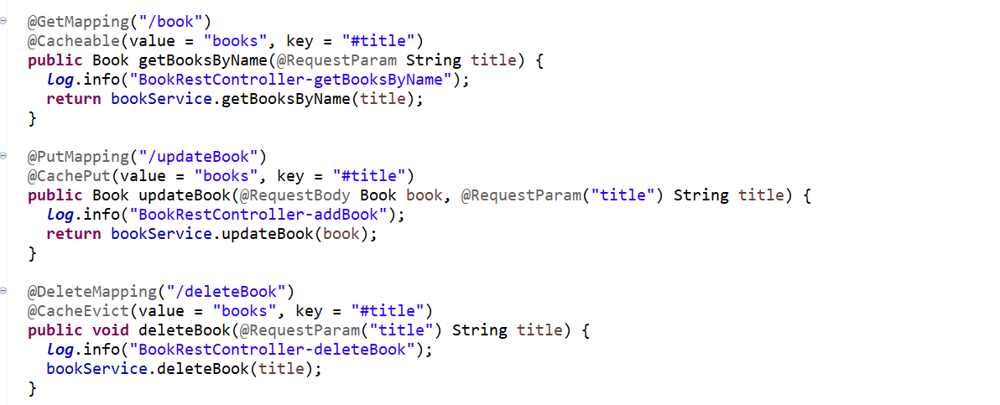 @GetMapping("/book")
@Cacheable(value = "books", key = "#title")
public Book getBooksByName(@RequestParam String title) {
  log.info("BookRestController-getBooksByName");
  return bookService.getBooksByName(title);
}

@PutMapping("/updateBook")
@CachePut(value = "books", key = "#title")
public Book updateBook(@RequestBody Book book, @RequestParam("title") String title) {
  log.info("BookRestController-addBook");
  return bookService.updateBook(book);
}

@DeleteMapping("/deleteBook")
@CacheEvict(value = "books", key = "#title")
public void deleteBook(@RequestParam("title") String title) {
  log.info("BookRestController-deleteBook");
  bookService.deleteBook(title);
}